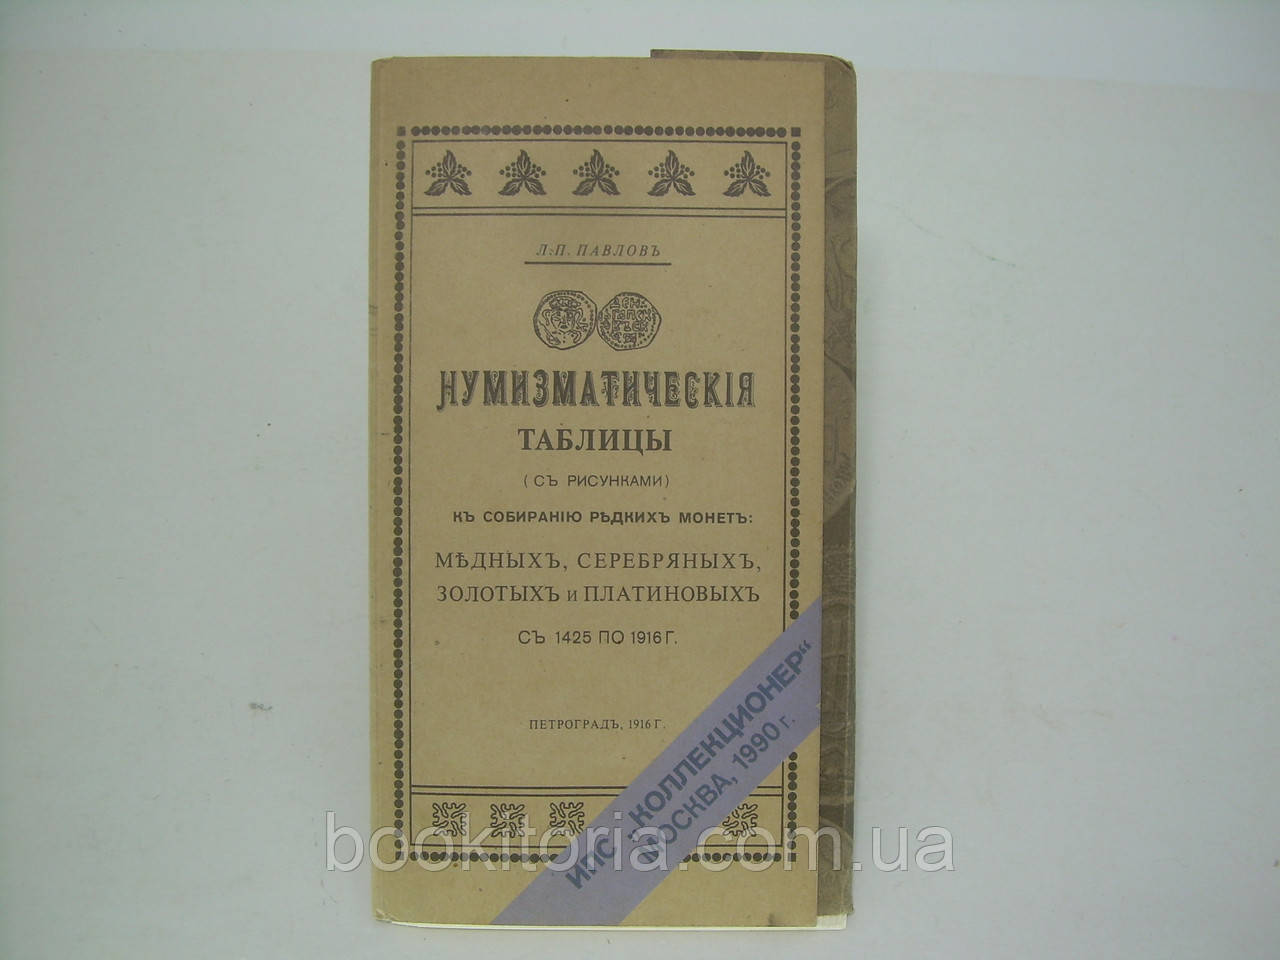 Л. П. ПАВЛОВЪ
НУМИЗМАТИЧЕСКІЯ
ТАБЛИЦЫ
(СЪ РИСУНКАМИ)
КЪ СОБИРАНІЮ РѢДКИХЪ МОНЕТЪ:
МѢДНЫХЪ, СЕРЕБРЯНЫХЪ,
ЗОЛОТЫХЪ и ПЛАТИНОВЫХЪ
СЪ 1425 ПО 1916 Г.
ПЕТРОГРАДЪ, 1916 Г.
ИПС „КОЛЛЕКЦИОНЕР“
МОСКВА, 1990 г.
bookitoria.com.ua